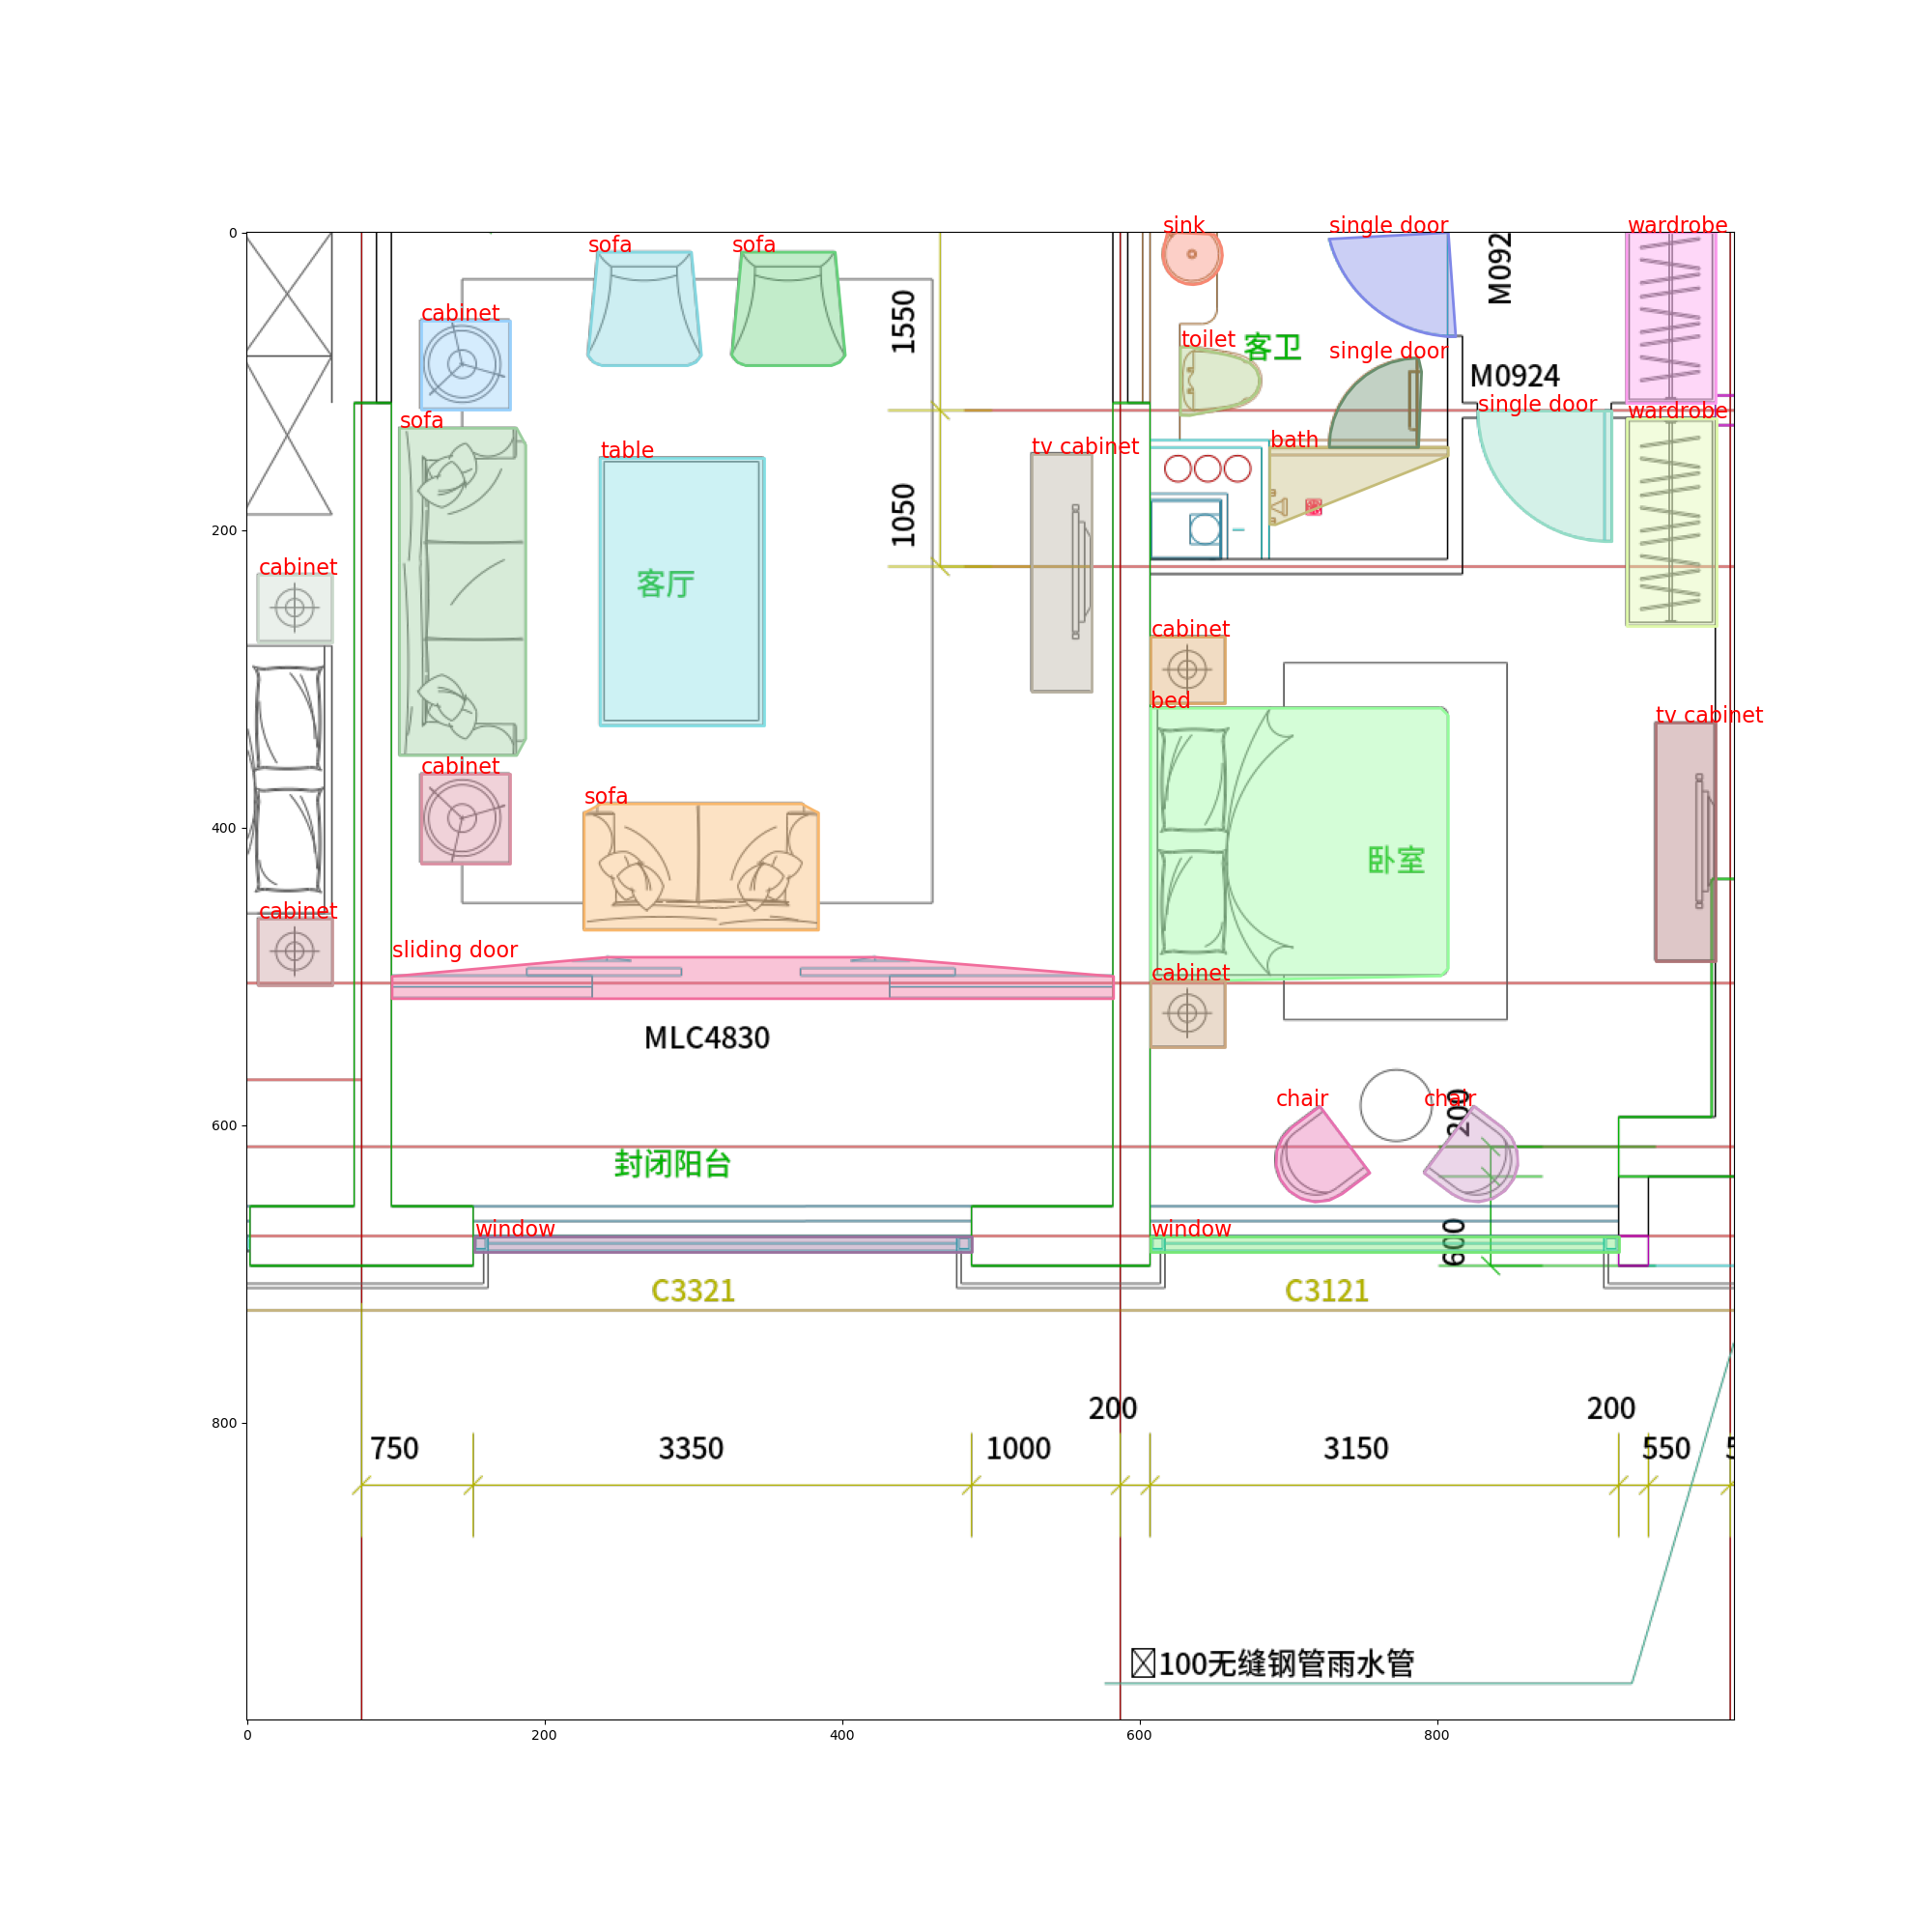 0
200
400
600
800
sink
single door
wardrobe
sofa
sofa
M092
cabinet
1550
toilet
客卫
single door
M0924
single door
wardrobe
sofa
bath
table
tv cabinet
1050
客厅
cabinet
cabinet
bed
tv cabinet
cabinet
sofa
卧室
cabinet
sliding door
cabinet
MLC4830
chair
chair
200
封闭阳台
window
window
600
C3321
C3121
200
200
750
3350
1000
3150
550
100无缝钢管雨水管
0
200
400
600
800